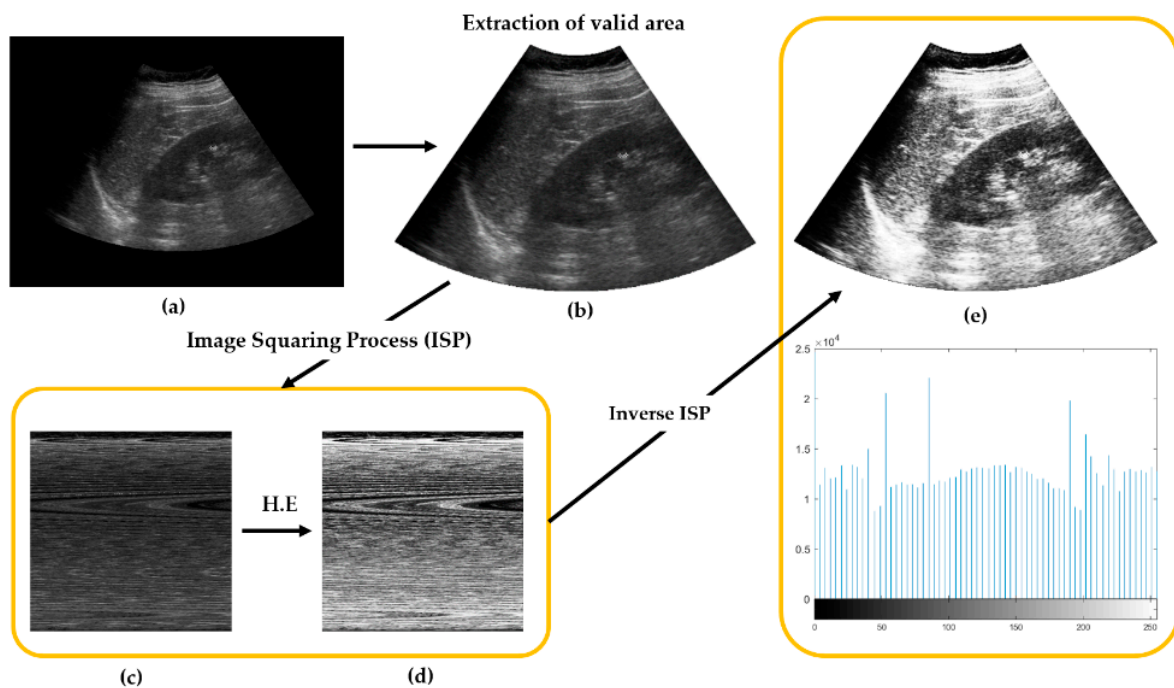 Extraction of valid area
(a)
(b)
(e)
Image Squaring Process (ISP)
Inverse ISP
H.E
(c)
(d)
×10⁴
2.5
2
1.5
1
0.5
0
0 50 100 150 200 250